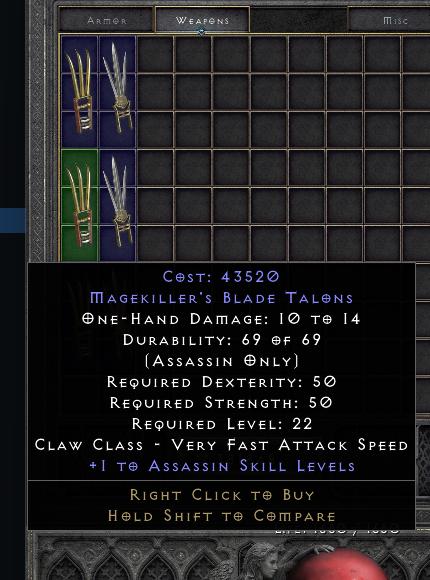 Armor
Weapons
Misc
Cost: 43520
Magekiller's Blade Talons
One-Hand Damage: 10 to 14
Durability: 69 of 69
(Assassin Only)
Required Dexterity: 50
Required Strength: 50
Required Level: 22
Claw Class - Very Fast Attack Speed
+1 to Assassin Skill Levels
Right Click to Buy
Hold Shift to Compare